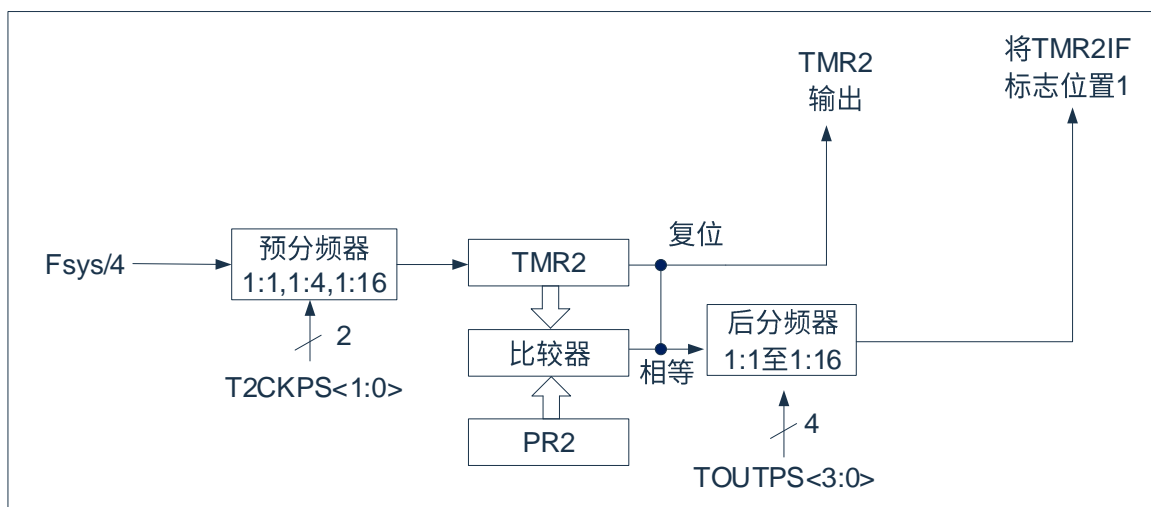 将TMR2IF
标志位置1
TMR2
输出
复位
Fsys/4
预分频器
1:1,1:4,1:16
TMR2
2
T2CKPS<1:0>
比较器
相等
后分频器
1:1至1:16
PR2
4
TOUTPS<3:0>